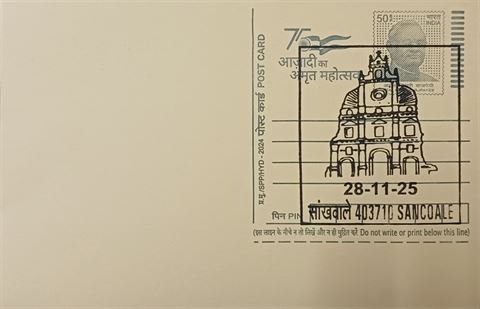 प्र.मु./SPP/HYD - 2024 पोस्ट कार्ड POST CARD
75
आज़ादी का
अमृत महोत्सव
50
भारत
INDIA
28-11-25
सांखवाले 403710 SANCOALE
पिन PIN
(इस लाइन के नीचे न तो लिखें और न ही मुद्रित करें Do not write or print below this line)